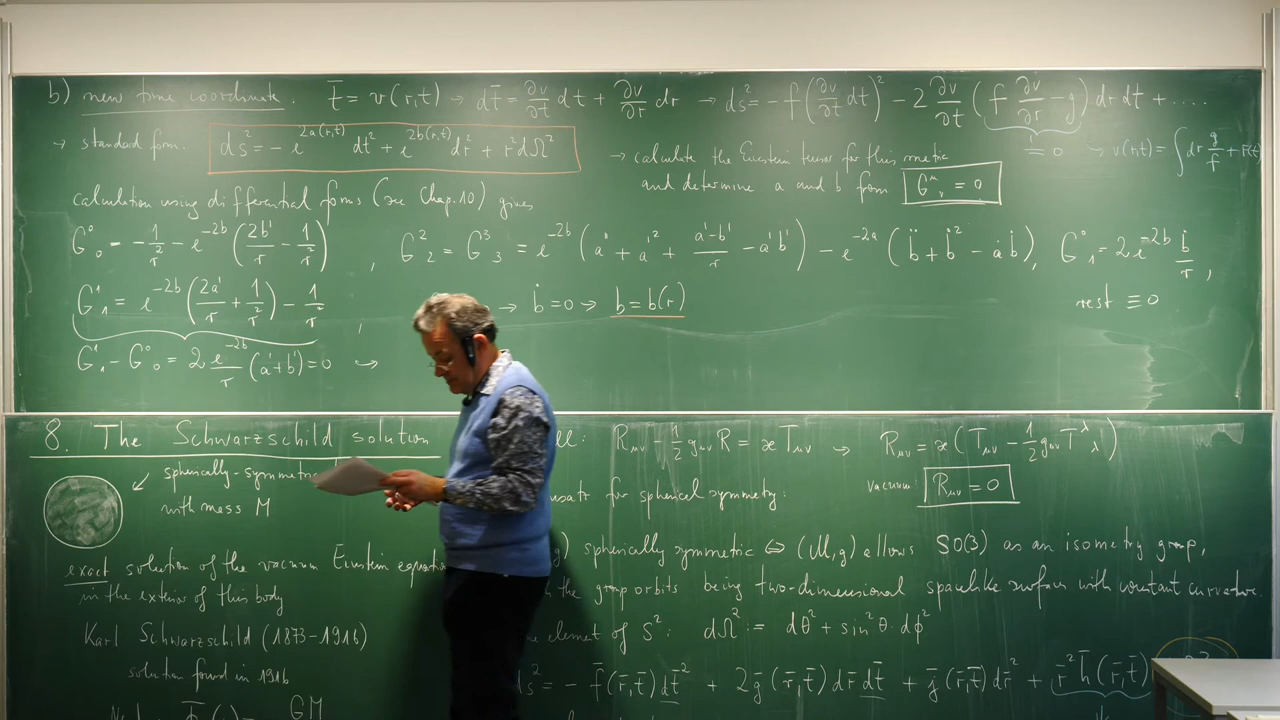 b) new time coordinate. t̄ = v(r,t) → dt̄ = ∂v/∂t dt + ∂v/∂r dr → ds² = -f(∂v/∂t dt)² - 2 ∂v/∂t (f ∂v/∂r - g) dr dt + ....
= 0 → v(r,t) = ∫dr g/f + F(t)
→ standard form. ds² = -e^{2a(r,t)} dt² + e^{2b(r,t)} dr² + r²dΩ²
→ calculate the Einstein tensor for this metric
and determine a and b from G^μ_ν = 0
calculation using differential forms (see Chap. 10) gives
G⁰₀ = -1/r² - e^{-2b} (2b'/r - 1/r²), G²₂ = G³₃ = e^{-2b} (a'' + a'² + (a'-b')/r - a'b') - e^{-2a} (b̈ + ḃ² - ȧḃ), G⁰₁ = 2e^{-2b} ḃ/r,
G¹₁ = e^{-2b} (2a'/r + 1/r²) - 1/r², → ḃ = 0 → b = b(r) rest ≡ 0
G¹₁ - G⁰₀ = 2 e^{-2b}/r (a' + b') = 0 →
8. The Schwarzschild solution
spherically-symmetric
with mass M
exact solution of the vacuum Einstein equation
in the exterior of this body
Karl Schwarzschild (1873-1916)
solution found in 1916
GM
R_μν - 1/2 g_μν R = ϰ T_μν → R_μν = ϰ(T_μν - 1/2 g_μν T^λ_λ)
vacuum: R_μν = 0
for spherical symmetry:
g) spherically symmetric ⇔ (M,g) allows SO(3) as an isometry group,
the group orbits being two-dimensional spacelike surface with constant curvature.
element of S²: dΩ² := dθ² + sin²θ·dϕ²
ds² = -f̄(r̄,t̄)dt̄² + 2ḡ(r̄,t̄)dr̄ dt̄ + j̄(r̄,t̄)dr̄² + r̄²h̄(r̄,t̄)